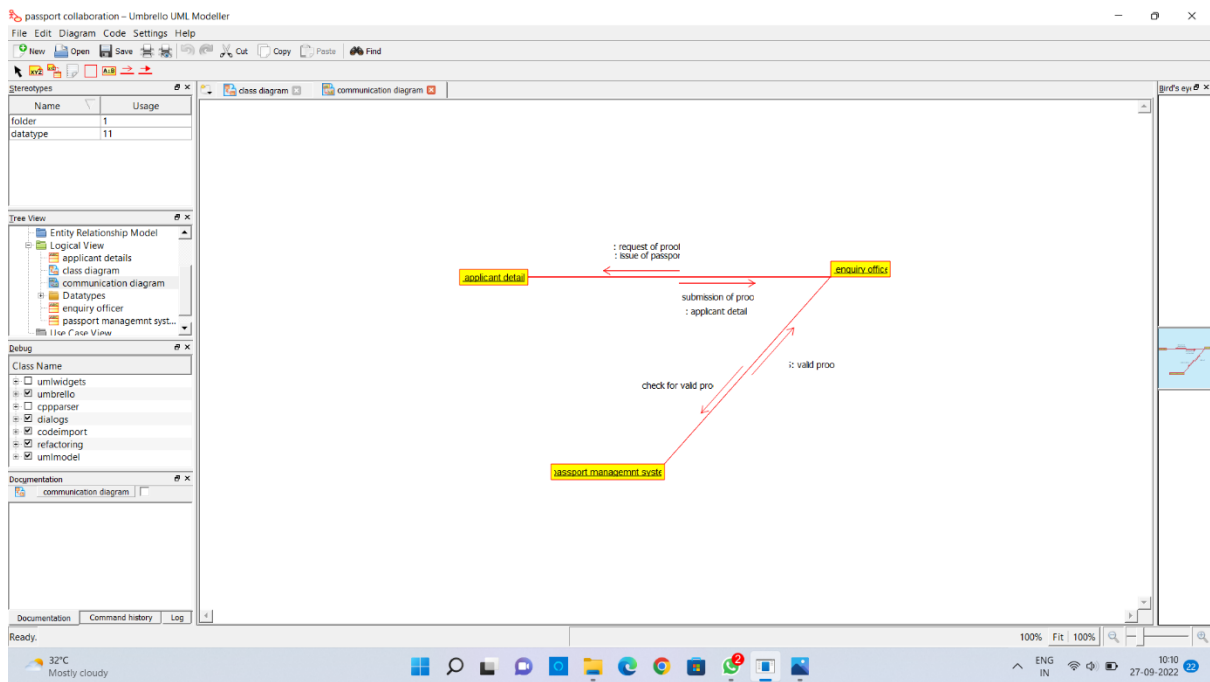 passport collaboration – Umbrello UML Modeller
File Edit Diagram Code Settings Help
New Open Save Cut Copy Paste Find
XYZ A:B
Stereotypes
Name Usage
folder 1
datatype 11
Tree View
Entity Relationship Model
Logical View
applicant details
class diagram
communication diagram
Datatypes
enquiry officer
passport managemnt syst...
Use Case View
Debug
Class Name
umlwidgets
umbrello
cppparser
dialogs
codeimport
refactoring
umlmodel
Documentation
communication diagram
Documentation Command history Log
class diagram communication diagram
: request of proof
: issue of passpor
applicant detail
enquiry office
submission of proo
: applicant detail
s: valid proo
check for valid pro
passport managemnt syste
Bird's eye
Ready.
100% Fit 100%
32°C
Mostly cloudy
2
ENG
IN
10:10
27-09-2022
22